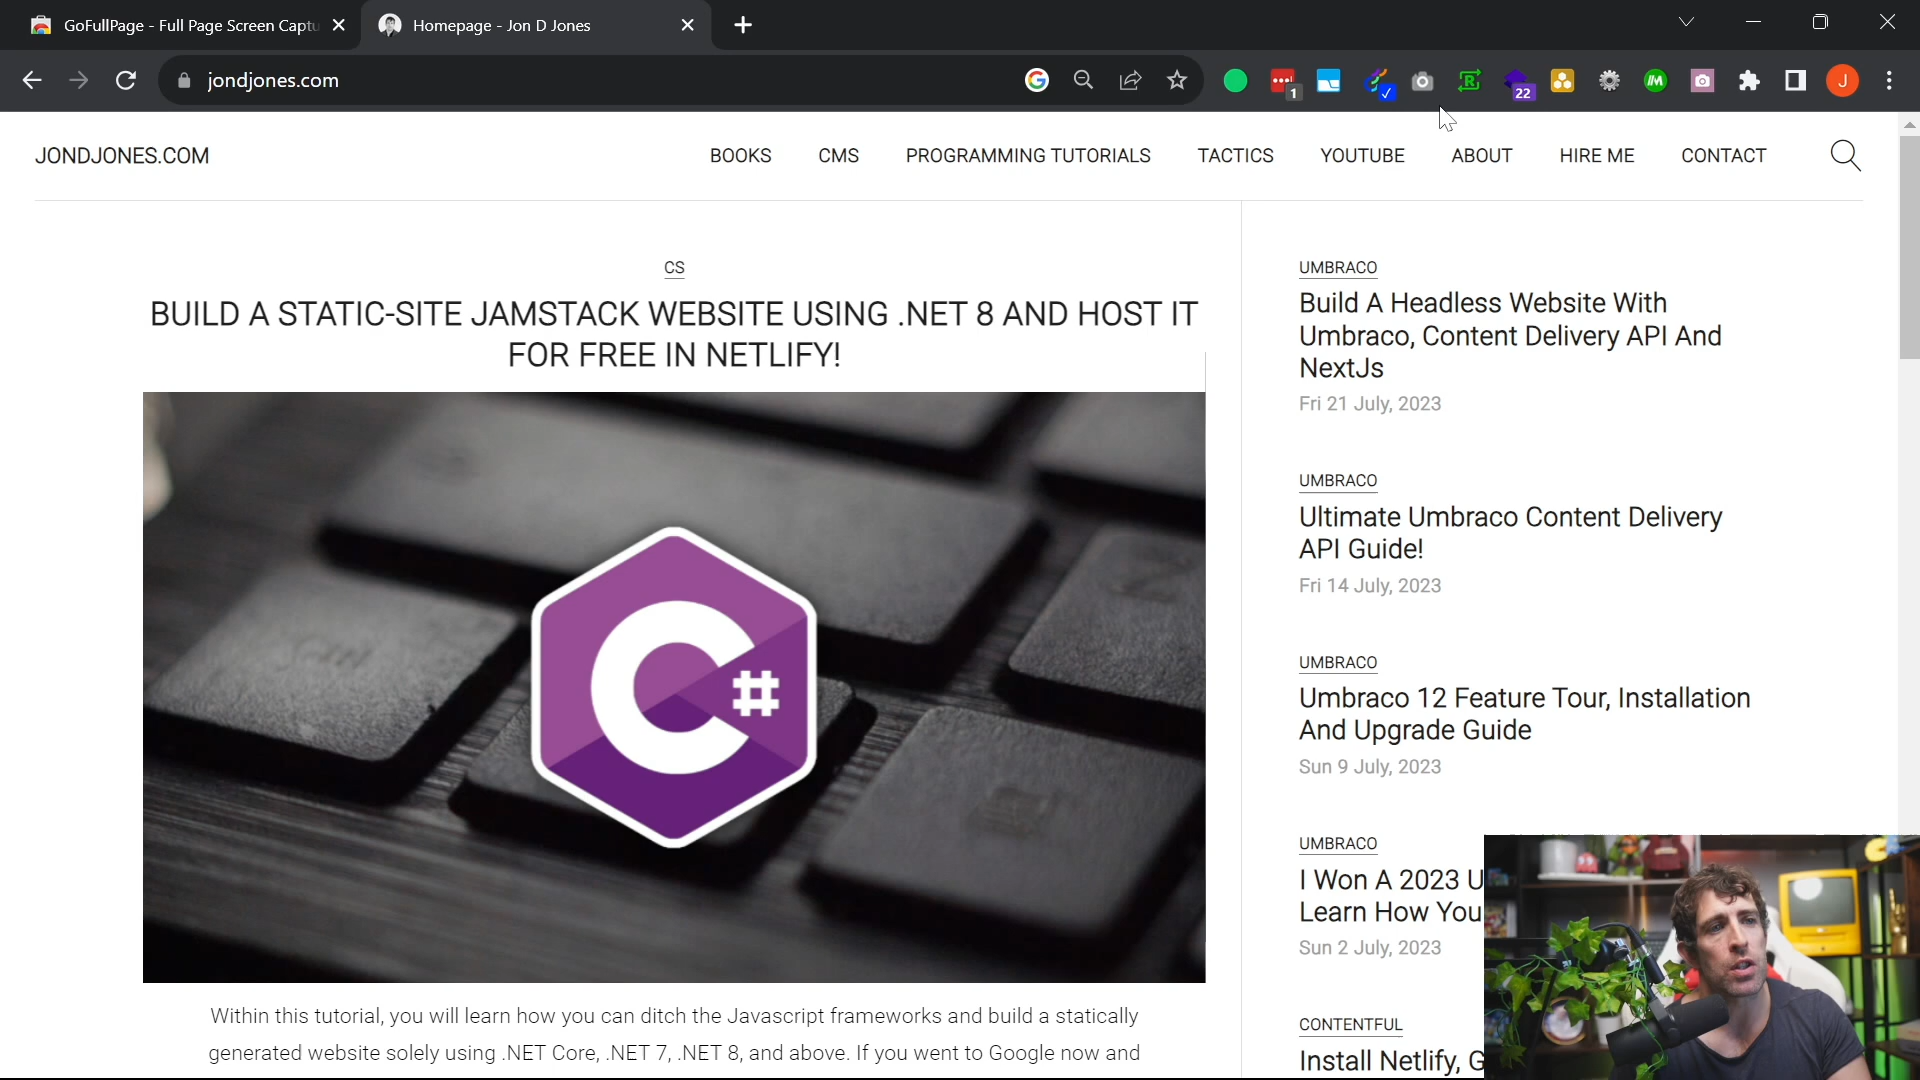 GoFullPage - Full Page Screen Captu
Homepage - Jon D Jones
jondjones.com
1
22
J
JONDJONES.COM
BOOKS
CMS
PROGRAMMING TUTORIALS
TACTICS
YOUTUBE
ABOUT
HIRE ME
CONTACT
CS
BUILD A STATIC-SITE JAMSTACK WEBSITE USING .NET 8 AND HOST IT
FOR FREE IN NETLIFY!
C#
Within this tutorial, you will learn how you can ditch the Javascript frameworks and build a statically
generated website solely using .NET Core, .NET 7, .NET 8, and above. If you went to Google now and
UMBRACO
Build A Headless Website With
Umbraco, Content Delivery API And
NextJs
Fri 21 July, 2023
UMBRACO
Ultimate Umbraco Content Delivery
API Guide!
Fri 14 July, 2023
UMBRACO
Umbraco 12 Feature Tour, Installation
And Upgrade Guide
Sun 9 July, 2023
UMBRACO
I Won A 2023 U
Learn How You
Sun 2 July, 2023
CONTENTFUL
Install Netlify, G